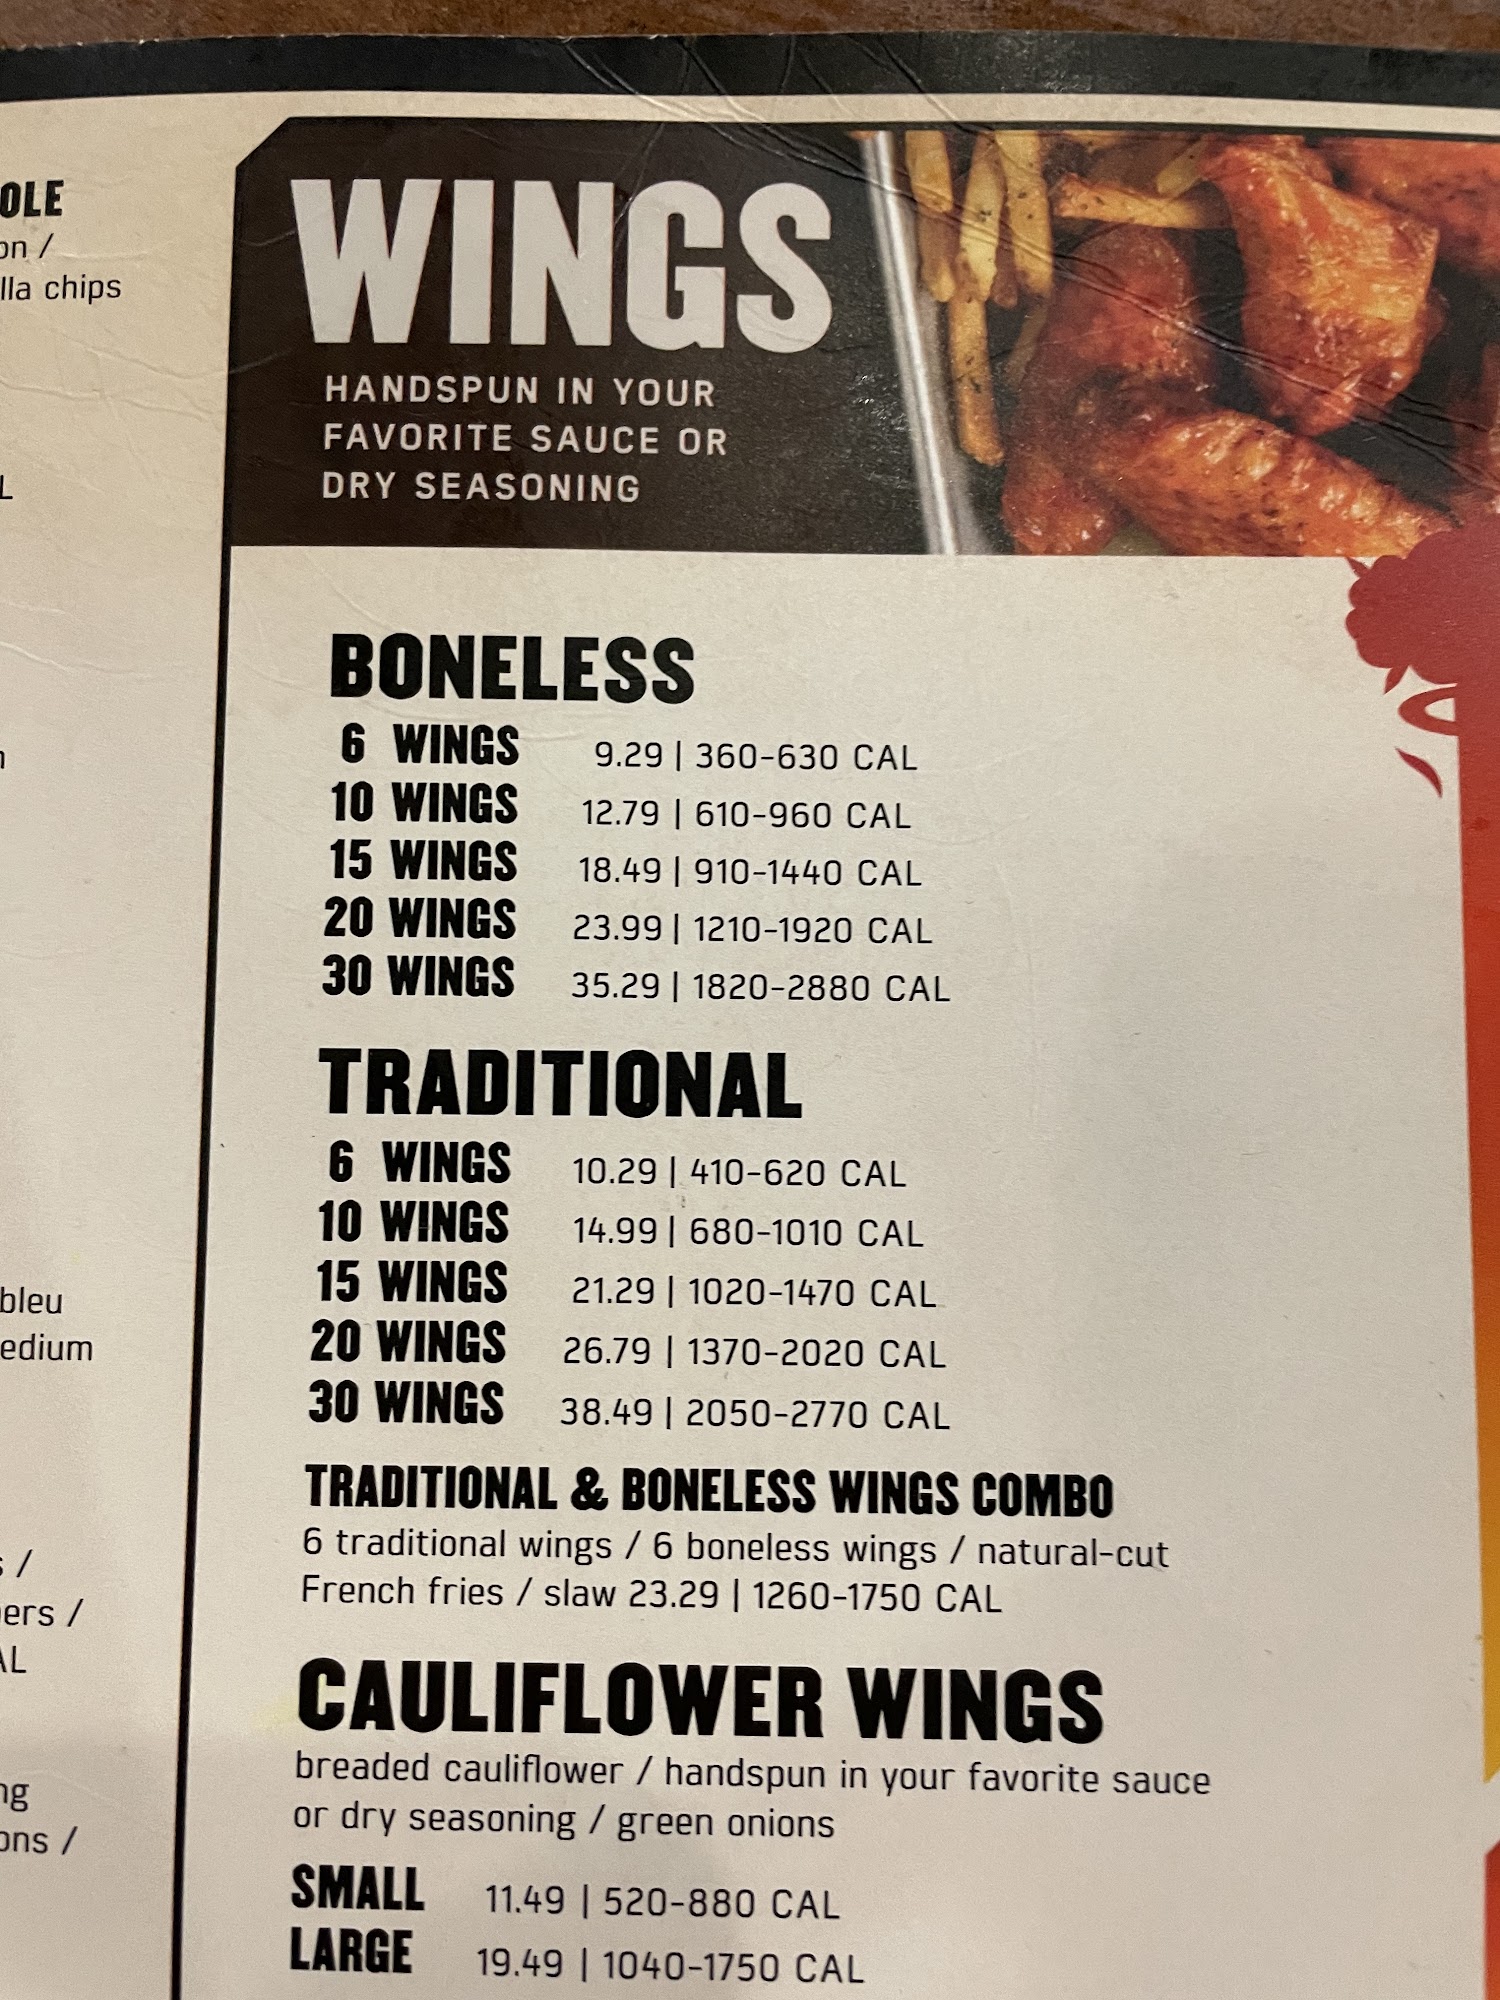 OLE
on /
lla chips
L
bleu
edium
s /
ers /
AL
ng
ons /
WINGS
HANDSPUN IN YOUR
FAVORITE SAUCE OR
DRY SEASONING
BONELESS
6 WINGS 9.29 | 360-630 CAL
10 WINGS 12.79 | 610-960 CAL
15 WINGS 18.49 | 910-1440 CAL
20 WINGS 23.99 | 1210-1920 CAL
30 WINGS 35.29 | 1820-2880 CAL
TRADITIONAL
6 WINGS 10.29 | 410-620 CAL
10 WINGS 14.99 | 680-1010 CAL
15 WINGS 21.29 | 1020-1470 CAL
20 WINGS 26.79 | 1370-2020 CAL
30 WINGS 38.49 | 2050-2770 CAL
TRADITIONAL & BONELESS WINGS COMBO
6 traditional wings / 6 boneless wings / natural-cut
French fries / slaw 23.29 | 1260-1750 CAL
CAULIFLOWER WINGS
breaded cauliflower / handspun in your favorite sauce
or dry seasoning / green onions
SMALL 11.49 | 520-880 CAL
LARGE 19.49 | 1040-1750 CAL